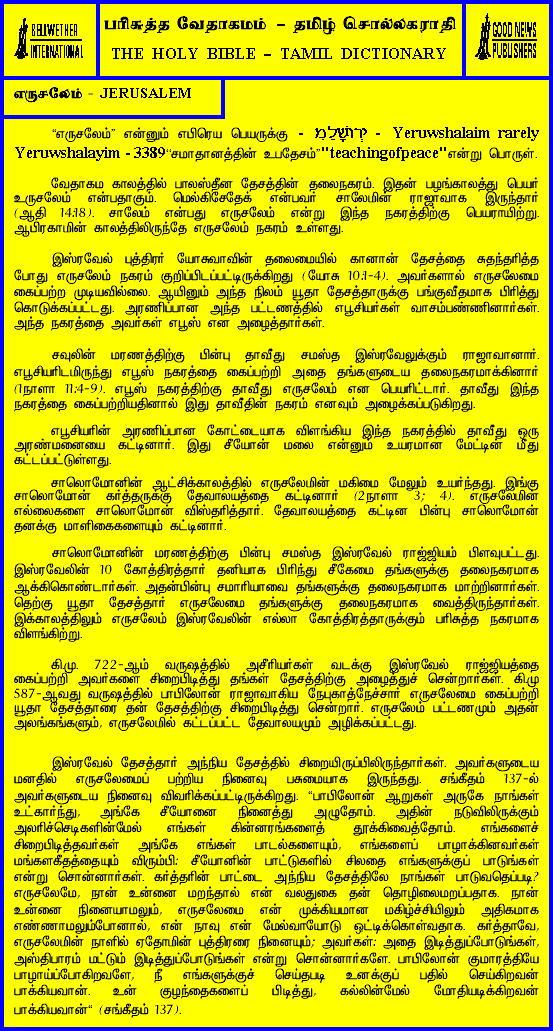 BELLWETHER
INTERNATIONAL
பரிசுத்த வேதாகமம் – தமிழ் சொல்லகராதி
THE HOLY BIBLE – TAMIL DICTIONARY
GOOD NEWS
PUBLISHERS
எருசலேம் - JERUSALEM
“எருசலேம்” என்னும் எபிரெய பெயருக்கு - - Yeruwshalaim rarely
Yeruwshalayim - 3389“சமாதானத்தின் உபதேசம்”"teachingofpeace"என்று பொருள்.
வேதாகம காலத்தில் பாலஸ்தீன தேசத்தின் தலைநகரம். இதன் பழங்காலத்து பெயர்
உருசலேம் என்பதாகும். மெல்கிசேதேக் என்பவர் சாலேமின் ராஜாவாக இருந்தார்
(ஆதி 14:18). சாலேம் என்பது எருசலேம் என்று இந்த நகரத்திற்கு பெயராயிற்று.
ஆபிரகாமின் காலத்திலிருந்தே எருசலேம் நகரம் உள்ளது.
இஸ்ரவேல் புத்திரர் யோசுவாவின் தலைமையில் கானான் தேசத்தை சுதந்தரித்த
போது எருசலேம் நகரம் குறிப்பிடப்பட்டிருக்கிறது (யோசு 10:1-4). அவர்களால் எருசலேமை
கைப்பற்ற முடியவில்லை. ஆயினும் அந்த நிலம் யூதா தேசத்தாருக்கு பங்குவீதமாக பிரித்து
கொடுக்கப்பட்டது. அரணிப்பான அந்த பட்டணத்தில் எபூசியர்கள் வாசம்பண்ணினார்கள்.
அந்த நகரத்தை அவர்கள் எபூஸ் என அழைத்தார்கள்.
சவுலின் மரணத்திற்கு பின்பு தாவீது சமஸ்த இஸ்ரவேலுக்கும் ராஜாவானார்.
எபூசியரிடமிருந்து எபூஸ் நகரத்தை கைப்பற்றி அதை தங்களுடைய தலைநகரமாக்கினார்
(1நாளா 11:4-9). எபூஸ் நகரத்திற்கு தாவீது எருசலேம் என பெயரிட்டார். தாவீது இந்த
நகரத்தை கைப்பற்றியதினால் இது தாவீதின் நகரம் எனவும் அழைக்கப்படுகிறது.
எபூசியரின் அரணிப்பான கோட்டையாக விளங்கிய இந்த நகரத்தில் தாவீது ஒரு
அரண்மனையை கட்டினார். இது சீயோன் மலை என்னும் உயரமான மேட்டின் மீது
கட்டப்பட்டுள்ளது.
சாலொமோனின் ஆட்சிக்காலத்தில் எருசலேமின் மகிமை மேலும் உயர்ந்தது. இங்கு
சாலொமோன் கர்த்தருக்கு தேவாலயத்தை கட்டினார் (2நாளா 3; 4). எருசலேமின்
எல்லைகளை சாலொமோன் விஸ்தரித்தார். தேவாலயத்தை கட்டின பின்பு சாலொமோன்
தனக்கு மாளிகைகளையும் கட்டினார்.
சாலொமோனின் மரணத்திற்கு பின்பு சமஸ்த இஸ்ரவேல் ராஜ்ஜியம் பிளவுபட்டது.
இஸ்ரவேலின் 10 கோத்திரத்தார் தனியாக பிரிந்து சீகேமை தங்களுக்கு தலைநகரமாக
ஆக்கிகொண்டார்கள். அதன்பின்பு சமாரியாவை தங்களுக்கு தலைநகரமாக மாற்றினார்கள்.
தெற்கு யூதா தேசத்தார் எருசலேமை தங்களுக்கு தலைநகரமாக வைத்திருந்தார்கள்.
இக்காலத்திலும் எருசலேம் இஸ்ரவேலின் எல்லா கோத்திரத்தாருக்கும் பரிசுத்த நகரமாக
விளங்கிற்று.
கி.மு. 722-ஆம் வருஷத்தில் அசீரியர்கள் வடக்கு இஸ்ரவேல் ராஜ்ஜியத்தை
கைப்பற்றி அவர்களை சிறைபிடித்து தங்கள் தேசத்திற்கு அழைத்துச் சென்றார்கள். கி.மு
587-ஆவது வருஷத்தில் பாபிலோன் ராஜாவாகிய நேபுகாத்நேச்சார் எருசலேமை கைப்பற்றி
யூதா தேசத்தாரை தன் தேசத்திற்கு சிறைபிடித்து சென்றார். எருசலேம் பட்டணமும் அதன்
அலங்கங்களும், எருசலேமில் கட்டப்பட்ட தேவாலயமும் அழிக்கப்பட்டது.
இஸ்ரவேல் தேசத்தார் அந்நிய தேசத்தில் சிறையிருப்பிலிருந்தார்கள். அவர்களுடைய
மனதில் எருசலேமைப் பற்றிய நினைவு பசுமையாக இருந்தது. சங்கீதம் 137-ல்
அவர்களுடைய நினைவு விவரிக்கப்பட்டிருக்கிறது. “பாபிலோன் ஆறுகள் அருகே நாங்கள்
உட்கார்ந்து, அங்கே சீயோனை நினைத்து அழுதோம். அதின் நடுவிலிருக்கும்
அலரிச்செடிகளின்மேல் எங்கள் கின்னரங்களைத் தூக்கிவைத்தோம். எங்களைச்
சிறைபிடித்தவர்கள் அங்கே எங்கள் பாடல்களையும், எங்களைப் பாழாக்கினவர்கள்
மங்களகீதத்தையும் விரும்பி: சீயோனின் பாட்டுகளில் சிலதை எங்களுக்குப் பாடுங்கள்
என்று சொன்னார்கள். கர்த்தரின் பாட்டை அந்நிய தேசத்திலே நாங்கள் பாடுவதெப்படி?
எருசலேமே, நான் உன்னை மறந்தால் என் வலதுகை தன் தொழிலைமறப்பதாக. நான்
உன்னை நினையாமலும், எருசலேமை என் முக்கியமான மகிழ்ச்சியிலும் அதிகமாக
எண்ணாமலும்போனால், என் நாவு என் மேல்வாயோடு ஒட்டிக்கொள்வதாக. கர்த்தாவே,
எருசலேமின் நாளில் ஏதோமின் புத்திரரை நினையும்; அவர்கள்: அதை இடித்துப்போடுங்கள்,
அஸ்திபாரம் மட்டும் இடித்துப்போடுங்கள் என்று சொன்னார்களே. பாபிலோன் குமாரத்தியே
பாழாய்ப்போகிறவளே, நீ எங்களுக்குச் செய்தபடி உனக்குப் பதில் செய்கிறவன்
பாக்கியவான். உன் குழந்தைகளைப் பிடித்து, கல்லின்மேல் மோதியடிக்கிறவன்
பாக்கியவான்“ (சங்கீதம் 137).